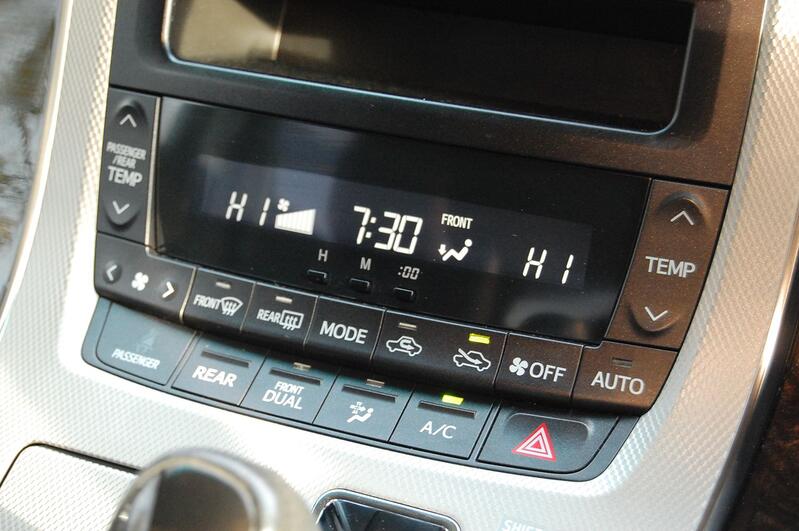 PASSENGER
/REAR
TEMP
HI
7:30
FRONT
HI
H
M
:00
TEMP
FRONT
REAR
MODE
OFF
AUTO
PASSENGER
REAR
FRONT
DUAL
A/C
SHIFT